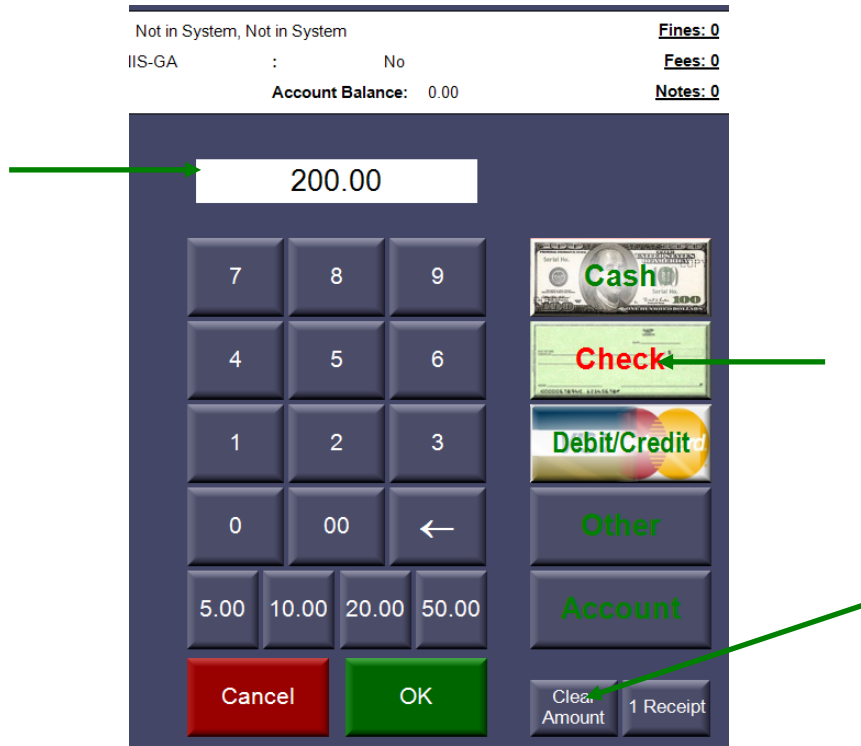 Not in System, Not in System
Fines: 0
IIS-GA : No
Fees: 0
Account Balance: 0.00
Notes: 0
200.00
7 8 9
Cash
100
4 5 6
Check
1 2 3
Debit/Credit
0 00 ←
Other
5.00 10.00 20.00 50.00
Account
Cancel OK
Clear Amount
1 Receipt